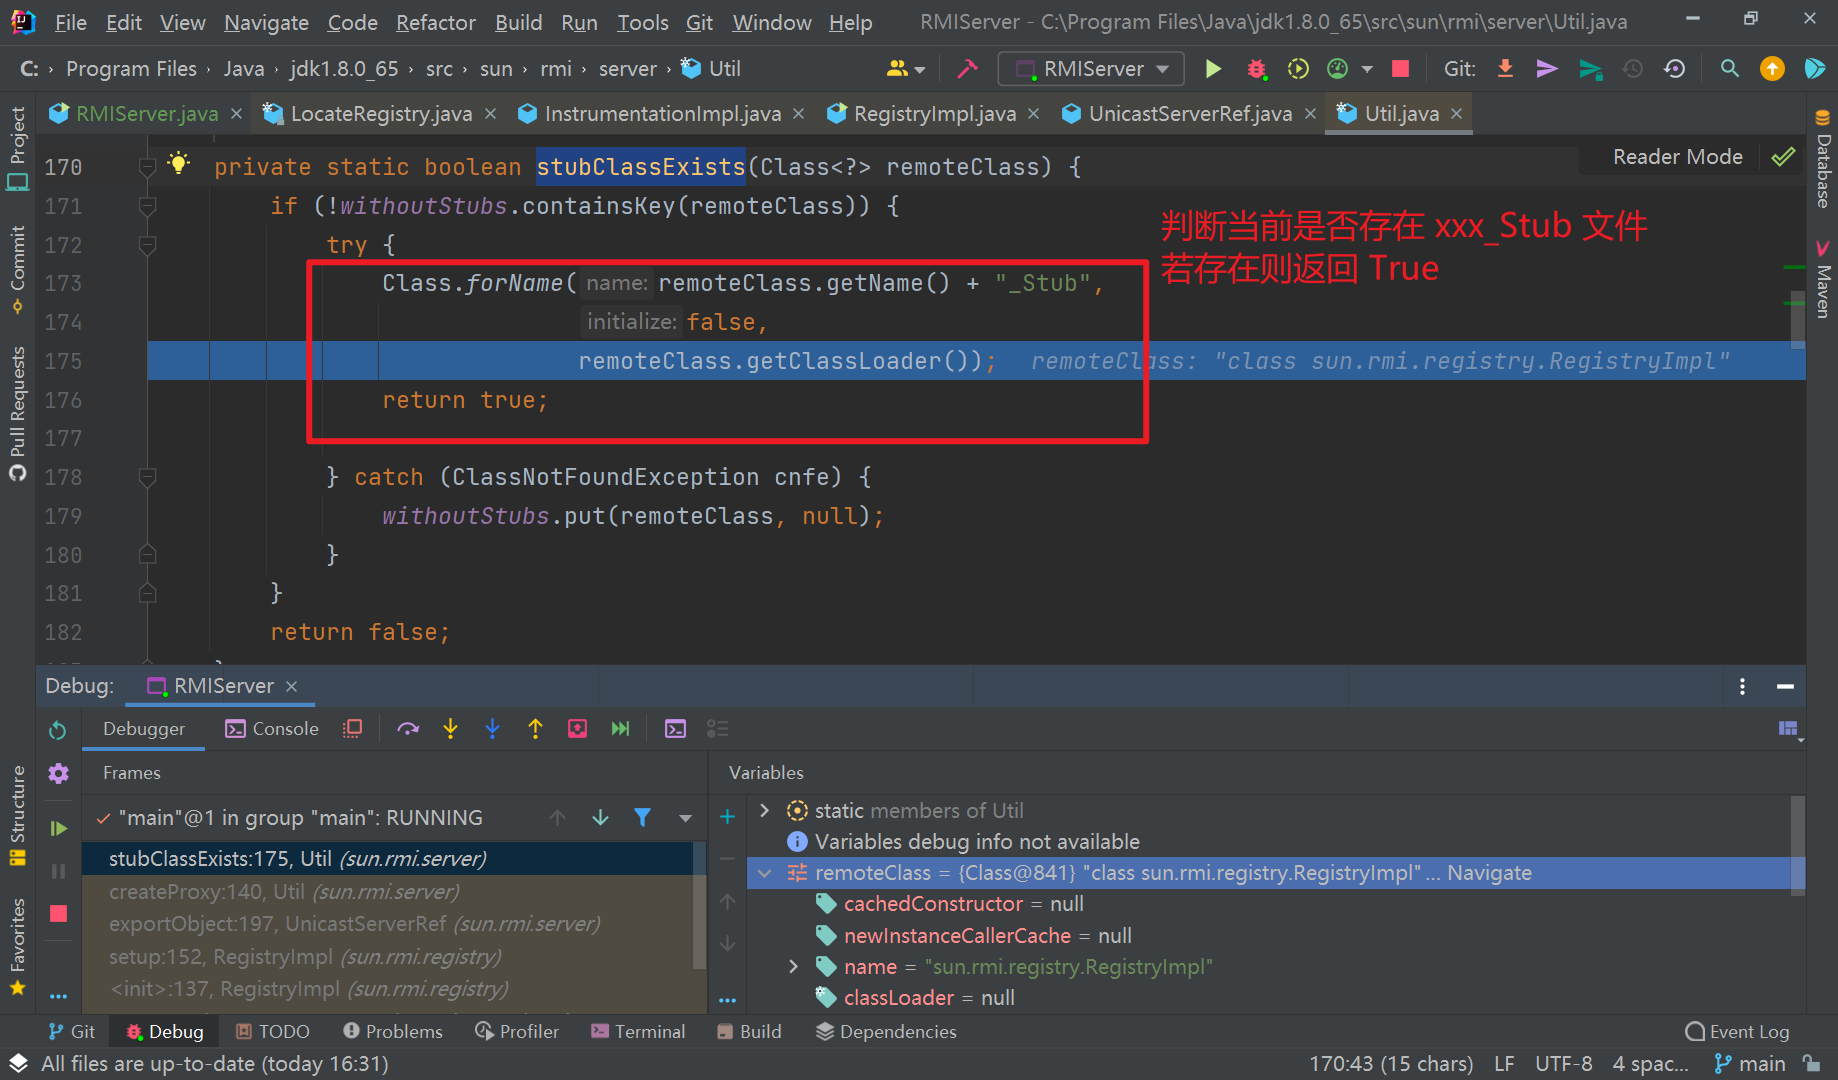 File Edit View Navigate Code Refactor Build Run Tools Git Window Help RMIServer - C:\Program Files\Java\jdk1.8.0_65\src\sun\rmi\server\Util.java
C: › Program Files › Java › jdk1.8.0_65 › src › sun › rmi › server › Util RMIServer Git:
RMIServer.java LocateRegistry.java InstrumentationImpl.java RegistryImpl.java UnicastServerRef.java Util.java
Reader Mode
170 private static boolean stubClassExists(Class<?> remoteClass) {
171 if (!withoutStubs.containsKey(remoteClass)) {
172 try {
173 Class.forName( name: remoteClass.getName() + "_Stub",
174 initialize: false,
175 remoteClass.getClassLoader()); remoteClass: "class sun.rmi.registry.RegistryImpl"
176 return true;
177
178 } catch (ClassNotFoundException cnfe) {
179 withoutStubs.put(remoteClass, null);
180 }
181 }
182 return false;
判断当前是否存在 xxx_Stub 文件
若存在则返回 True
Project
Commit
Pull Requests
Structure
Favorites
Database
Maven
Debug: RMIServer
Debugger Console
Frames
"main"@1 in group "main": RUNNING
stubClassExists:175, Util (sun.rmi.server)
createProxy:140, Util (sun.rmi.server)
exportObject:197, UnicastServerRef (sun.rmi.server)
setup:152, RegistryImpl (sun.rmi.registry)
<init>:137, RegistryImpl (sun.rmi.registry)
Variables
static members of Util
Variables debug info not available
remoteClass = {Class@841} "class sun.rmi.registry.RegistryImpl"... Navigate
cachedConstructor = null
newInstanceCallerCache = null
name = "sun.rmi.registry.RegistryImpl"
classLoader = null
Git Debug TODO Problems Profiler Terminal Build Dependencies Event Log
All files are up-to-date (today 16:31) 170:43 (15 chars) LF UTF-8 4 spac... main